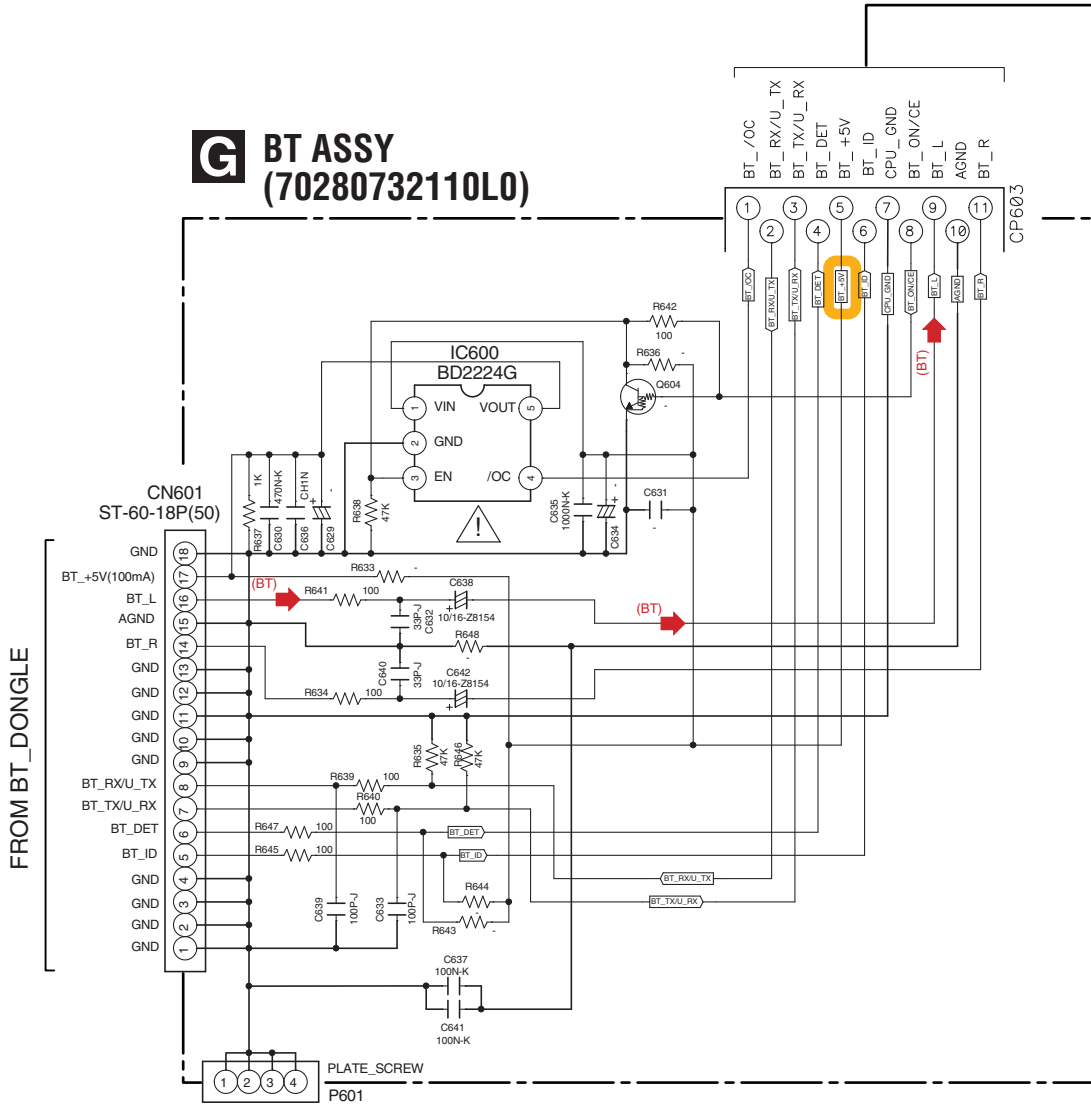 G BT ASSY
(70280732110L0)
BT_/OC
BT_RX/U_TX
BT_TX/U_RX
BT_DET
BT_+5V
BT_ID
CPU_GND
BT_ON/CE
BT_L
AGND
BT_R
1 3 5 7 9 11
2 4 6 8 10
CP603
BT_/OC
BT_RX/U_TX
BT_TX/U_RX
BT_DET
BT_+5V
BT_ID
CPU_GND
BT_ON/CE
BT_L
AGND
BT_R
(BT)
R642
100
R636 -
Q604
-
IC600
BD2224G
1 VIN VOUT 5
2 GND
3 EN /OC 4
!
R637 1K
C630 470N-K
C636 CH1N
C629 + -
R638 47K
C635 1000N-K
C634 + -
C631
-
CN601
ST-60-18P(50)
FROM BT_DONGLE
GND 18
BT_+5V(100mA) 17
BT_L 16
AGND 15
BT_R 14
GND 13
GND 12
GND 11
GND 10
GND 9
BT_RX/U_TX 8
BT_TX/U_RX 7
BT_DET 6
BT_ID 5
GND 4
GND 3
GND 2
GND 1
R633 -
(BT)
R641 100
C638
+
10/16-Z8154
(BT)
C632 33P-J
R648
-
C640 33P-J
C642
10/16-Z8154
+
R634 100
R635 47K
R646 47K
R639 100
R640
100
R647 100
BT_DET
R645 100
BT_ID
R644
-
R643 -
BT_RX/U_TX
BT_TX/U_RX
C639 100P-J
C633 100P-J
C637
100N-K
C641
100N-K
1 2 3 4
PLATE_SCREW
P601